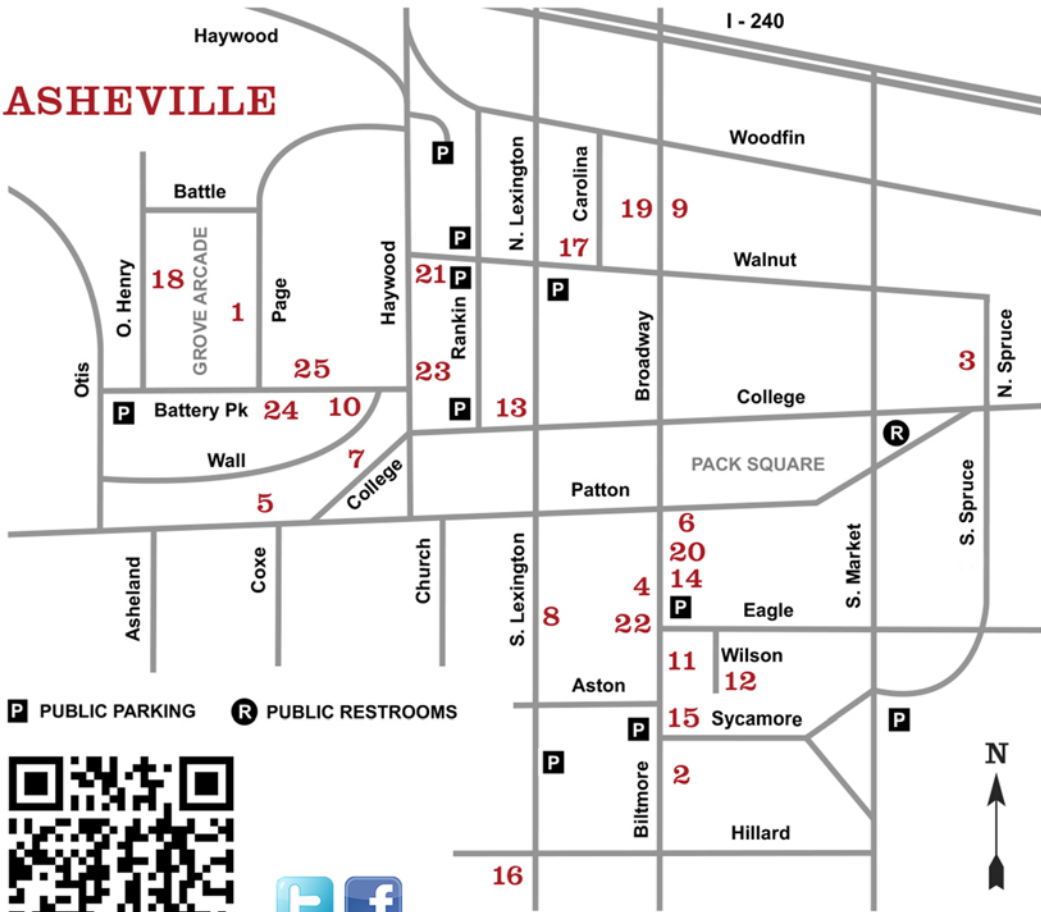 I - 240
Haywood
ASHEVILLE
Woodfin
P
N. Lexington
Carolina
Battle
19
9
P
17
Walnut
GROVE ARCADE
18
O. Henry
1
Page
Haywood
21
P
P
Rankin
Broadway
N. Spruce
3
Otis
25
23
P
Battery Pk
24
10
P
13
College
R
Wall
7
College
PACK SQUARE
5
Patton
S. Spruce
6
20
Asheland
Coxe
Church
S. Lexington
4
14
S. Market
8
22
P
Eagle
11
Wilson
12
Aston
P PUBLIC PARKING
R PUBLIC RESTROOMS
15
Sycamore
P
P
P
N
Biltmore
2
Hillard
16
t
f